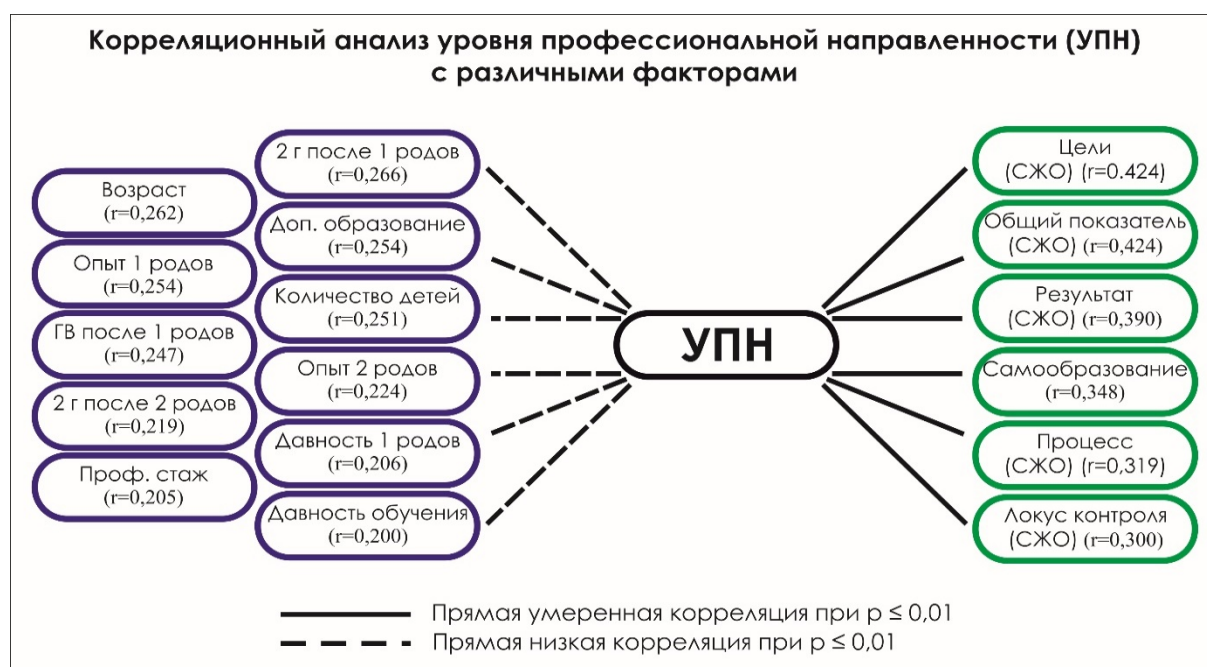 Корреляционный анализ уровня профессиональной направленности (УПН)
с различными факторами
Возраст
(r=0,262)
Опыт 1 родов
(r=0,254)
ГВ после 1 родов
(r=0,247)
2 г после 2 родов
(r=0,219)
Проф. стаж
(r=0,205)
2 г после 1 родов
(r=0,266)
Доп. образование
(r=0,254)
Количество детей
(r=0,251)
Опыт 2 родов
(r=0,224)
Давность 1 родов
(r=0,206)
Давность обучения
(r=0,200)
УПН
Цели
(СЖО) (r=0.424)
Общий показатель
(СЖО) (r=0,424)
Результат
(СЖО) (r=0,390)
Самообразование
(r=0,348)
Процесс
(СЖО) (r=0,319)
Локус контроля
(СЖО) (r=0,300)
Прямая умеренная корреляция при p ≤ 0,01
Прямая низкая корреляция при p ≤ 0,01